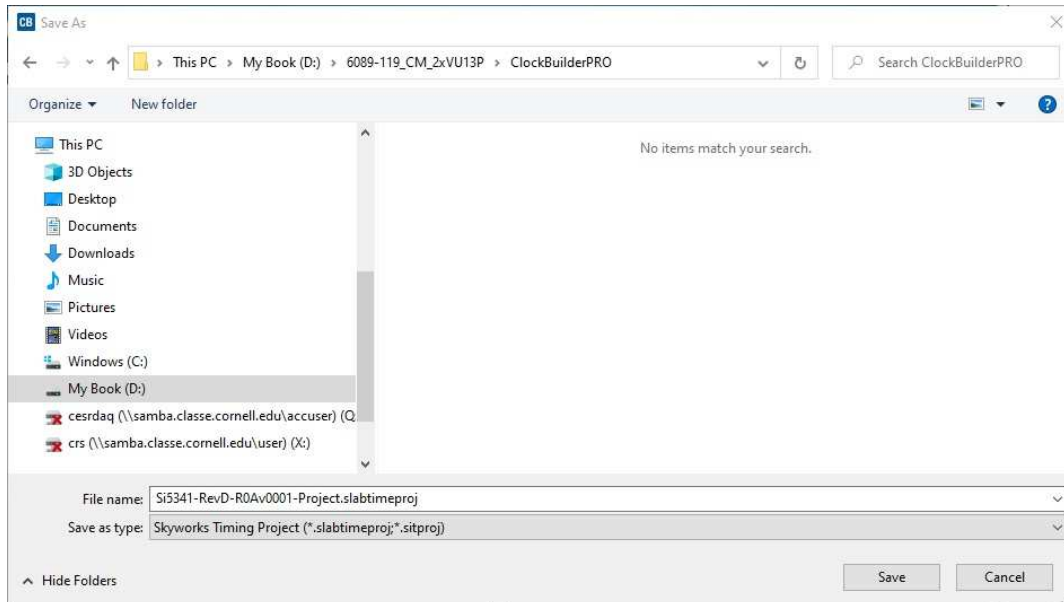 CB Save As
This PC > My Book (D:) > 6089-119_CM_2xVU13P > ClockBuilderPRO
Search ClockBuilderPRO
Organize
New folder
This PC
No items match your search.
3D Objects
Desktop
Documents
Downloads
Music
Pictures
Videos
Windows (C:)
My Book (D:)
cesrdaq (\\samba.classe.cornell.edu\accuser) (Q
crs (\\samba.classe.cornell.edu\user) (X:)
File name: Si5341-RevD-R0Av0001-Project.slabtimeproj
Save as type: Skyworks Timing Project (*.slabtimeproj;*.sitproj)
Hide Folders
Save
Cancel